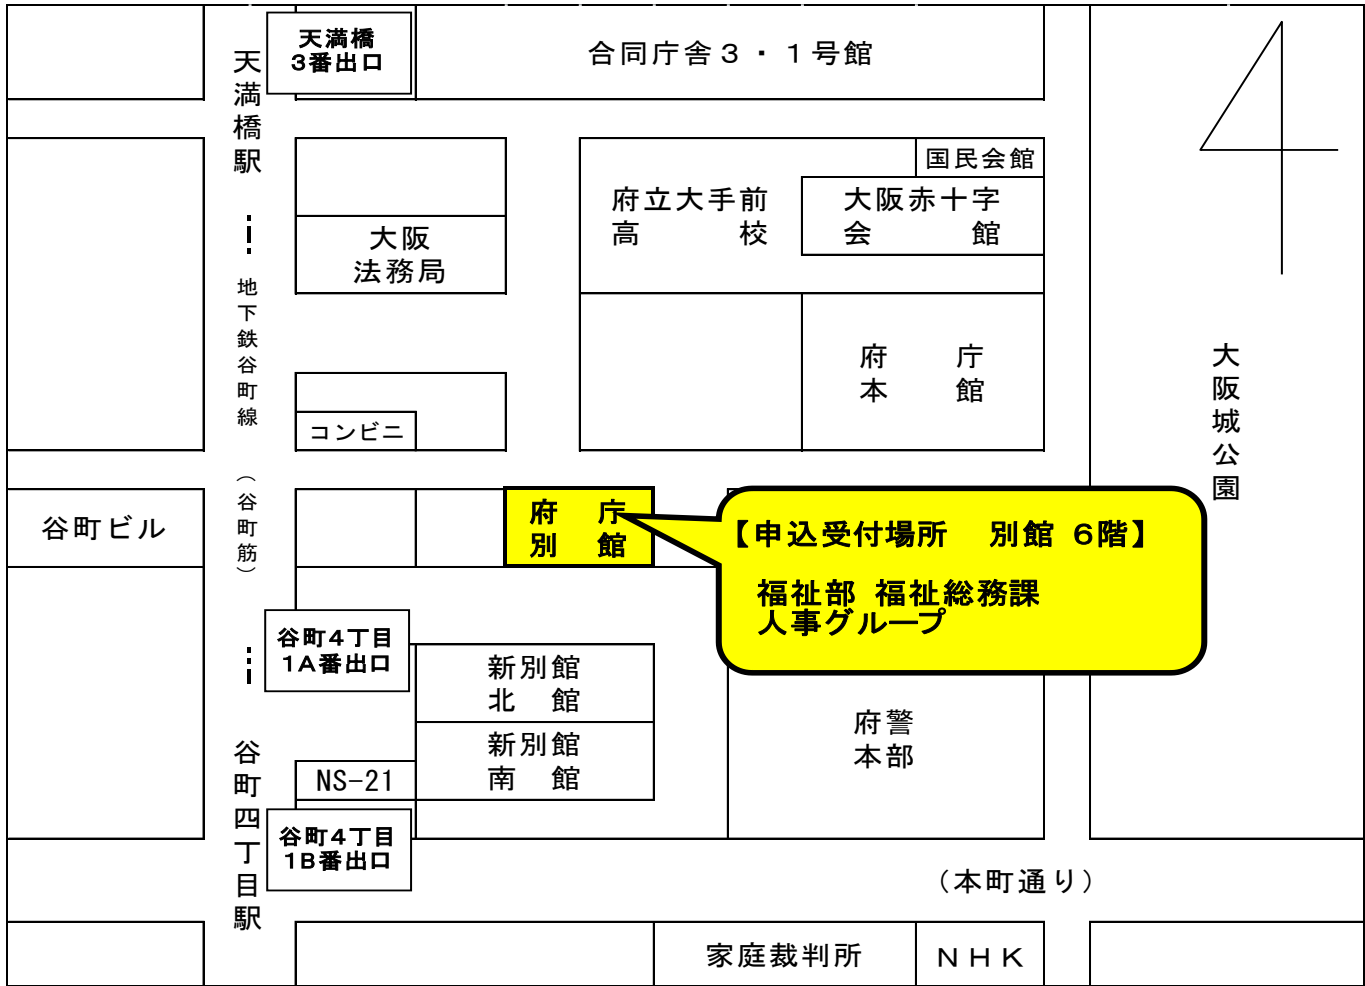 天満橋
3番出口
合同庁舎３・１号館
天満橋駅
国民会館
府立大手前
高校
大阪赤十字
会館
大阪
法務局
地下鉄谷町線
（谷町筋）
府庁
本館
大阪城公園
コンビニ
谷町ビル
府庁
別館
【申込受付場所　別館 6階】
福祉部 福祉総務課
人事グループ
谷町4丁目
1A番出口
新別館
北館
新別館
南館
府警
本部
NS-21
谷町四丁目駅
谷町4丁目
1B番出口
（本町通り）
家庭裁判所
ＮＨＫ